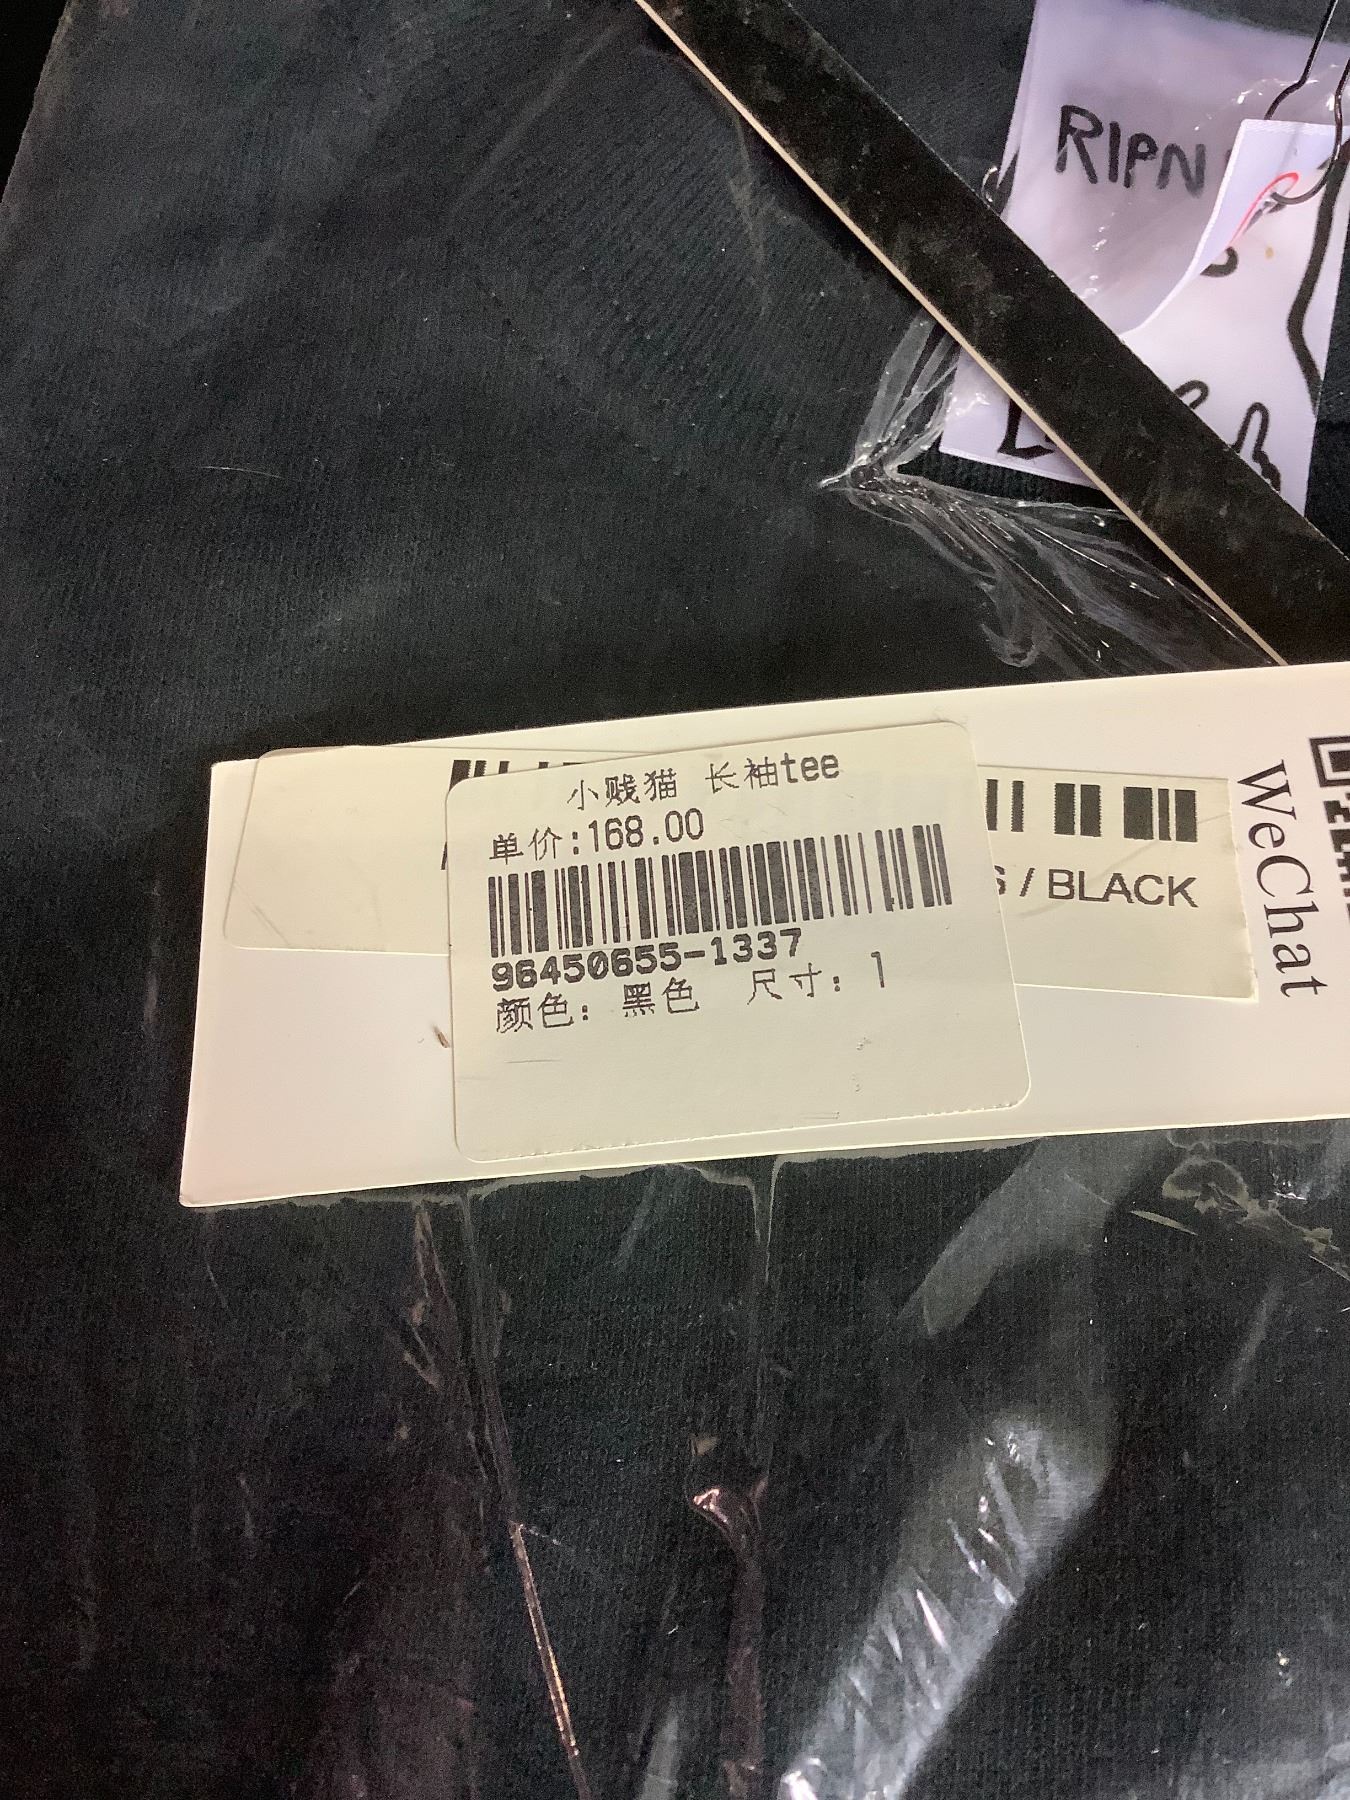 RIPN
小贱猫 长袖tee
单价:168.00
96450655-1337
颜色: 黑色 尺寸: 1
/ BLACK
WeChat